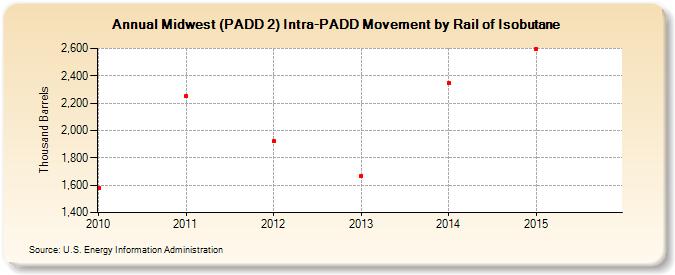 Annual Midwest (PADD 2) Intra-PADD Movement by Rail of Isobutane
Thousand Barrels
2,600
2,400
2,200
2,000
1,800
1,600
1,400
2010 2011 2012 2013 2014 2015
Source: U.S. Energy Information Administration